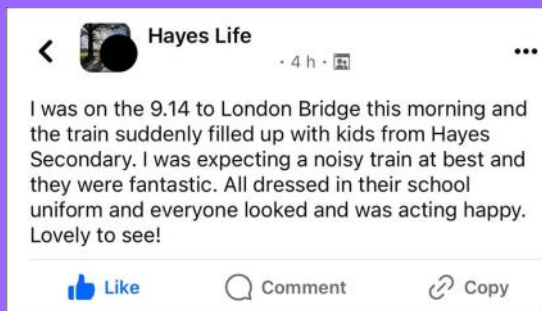 Hayes Life
· 4 h ·
I was on the 9.14 to London Bridge this morning and
the train suddenly filled up with kids from Hayes
Secondary. I was expecting a noisy train at best and
they were fantastic. All dressed in their school
uniform and everyone looked and was acting happy.
Lovely to see!
Like Comment Copy